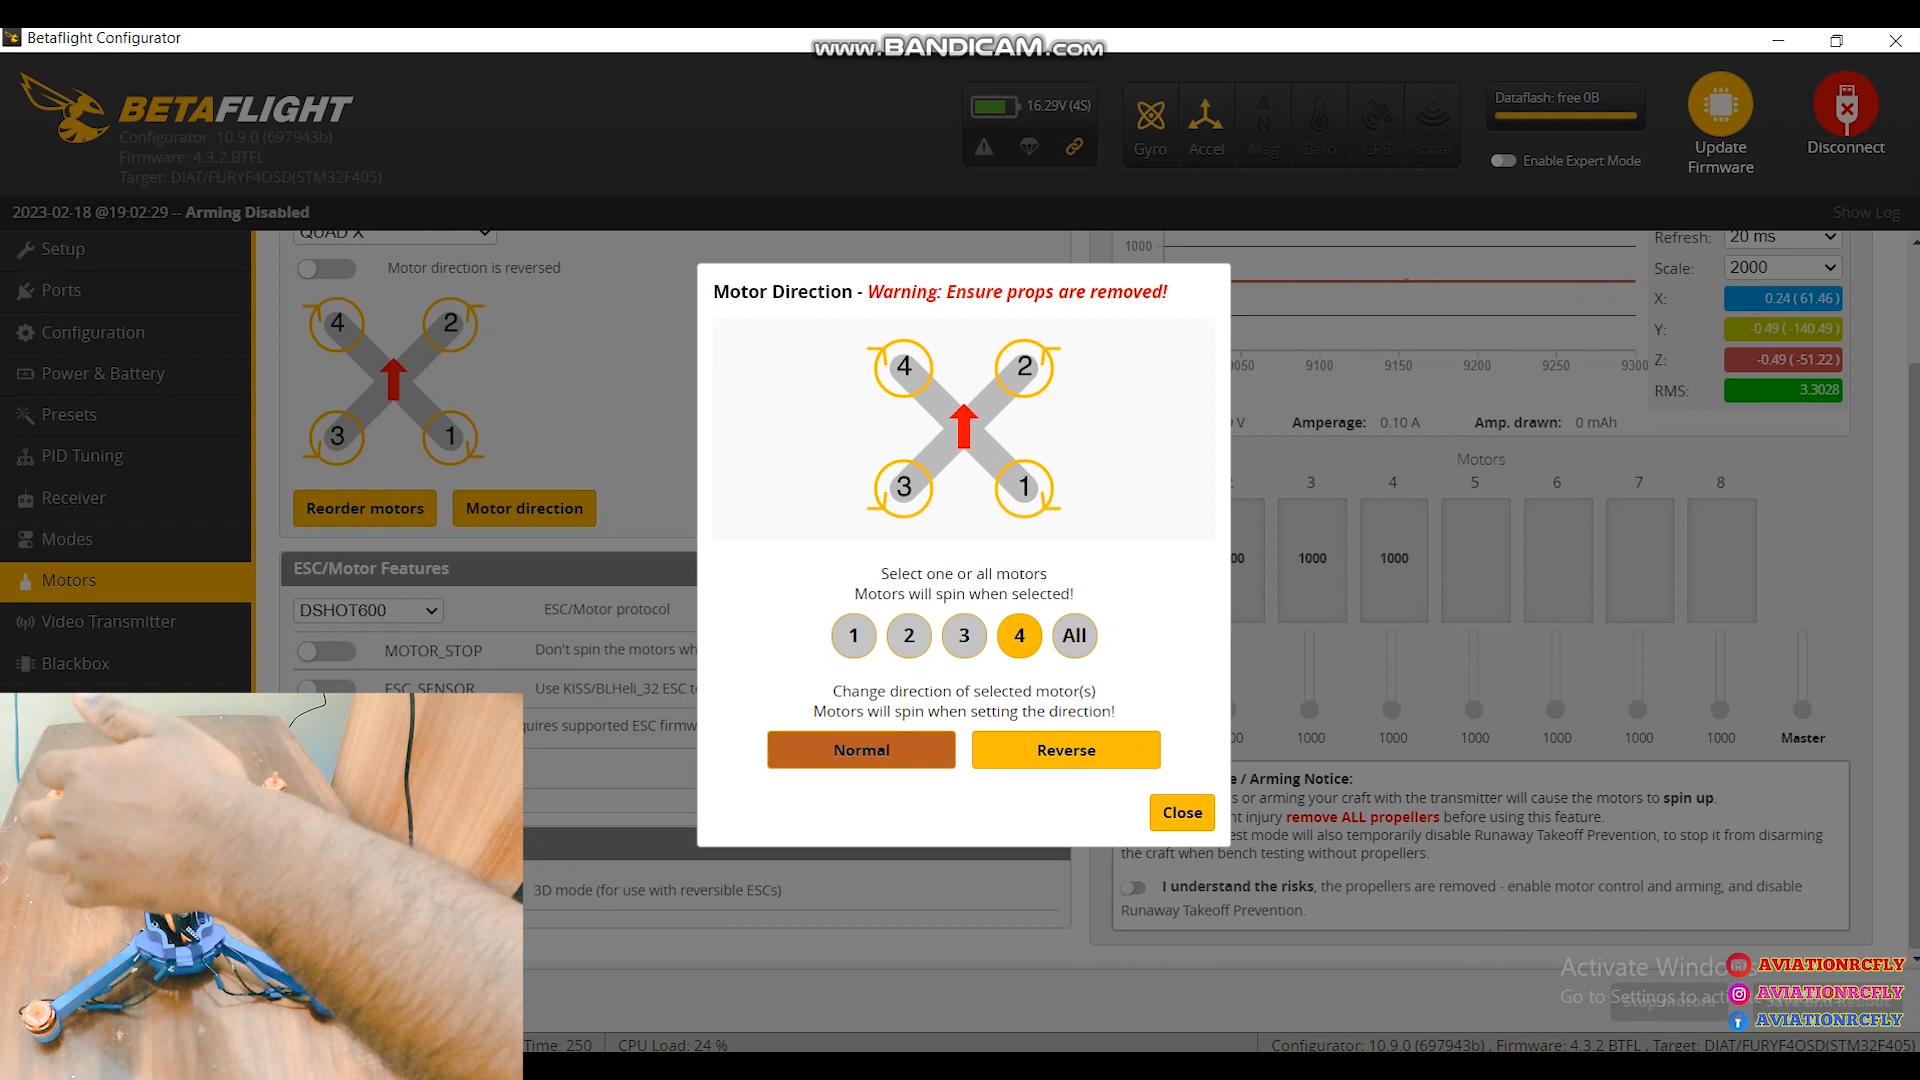 Betaflight Configurator
www.BANDICAM.com
BETAFLIGHT
Configurator: 10.9.0 (697943b)
Firmware: 4.3.2 BTFL
Target: DIAT/FURYF4OSD(STM32F405)
16.29V (4S)
Gyro
Accel
Mag
Baro
GPS
Sonar
Dataflash: free 0B
Enable Expert Mode
Update
Firmware
Disconnect
2023-02-18 @19:02:29 -- Arming Disabled
Show Log
Setup
Ports
Configuration
Power & Battery
Presets
PID Tuning
Receiver
Modes
Motors
Video Transmitter
Blackbox
QUAD X
Motor direction is reversed
4 2
3 1
Reorder motors
Motor direction
ESC/Motor Features
DSHOT600
ESC/Motor protocol
MOTOR_STOP
Don't spin the motors wh
ESC_SENSOR
Use KISS/BLHeli_32 ESC t
quires supported ESC firmw
3D mode (for use with reversible ESCs)
Motor Direction - Warning: Ensure props are removed!
4 2
3 1
Select one or all motors
Motors will spin when selected!
1 2 3 4 All
Change direction of selected motor(s)
Motors will spin when setting the direction!
Normal
Reverse
Close
1000
9050 9100 9150 9200 9250 9300
Refresh: 20 ms
Scale: 2000
X: 0.24 ( 61.46)
Y: -0.49 ( -140.49)
Z: -0.49 ( -51.22)
RMS: 3.3028
V Amperage: 0.10 A Amp. drawn: 0 mAh
Motors
3 4 5 6 7 8
00 1000 1000
00 1000 1000 1000 1000 1000 1000 Master
e / Arming Notice:
s or arming your craft with the transmitter will cause the motors to spin up.
nt injury remove ALL propellers before using this feature.
est mode will also temporarily disable Runaway Takeoff Prevention, to stop it from disarming
the craft when bench testing without propellers.
I understand the risks, the propellers are removed - enable motor control and arming, and disable
Runaway Takeoff Prevention.
Activate Windo
Go to Settings to acti
AVIATIONRCFLY
AVIATIONRCFLY
AVIATIONRCFLY
Time: 250
CPU Load: 24 %
Configurator: 10.9.0 (697943b) , Firmware: 4.3.2 BTFL , Target: DIAT/FURYF4OSD(STM32F405)